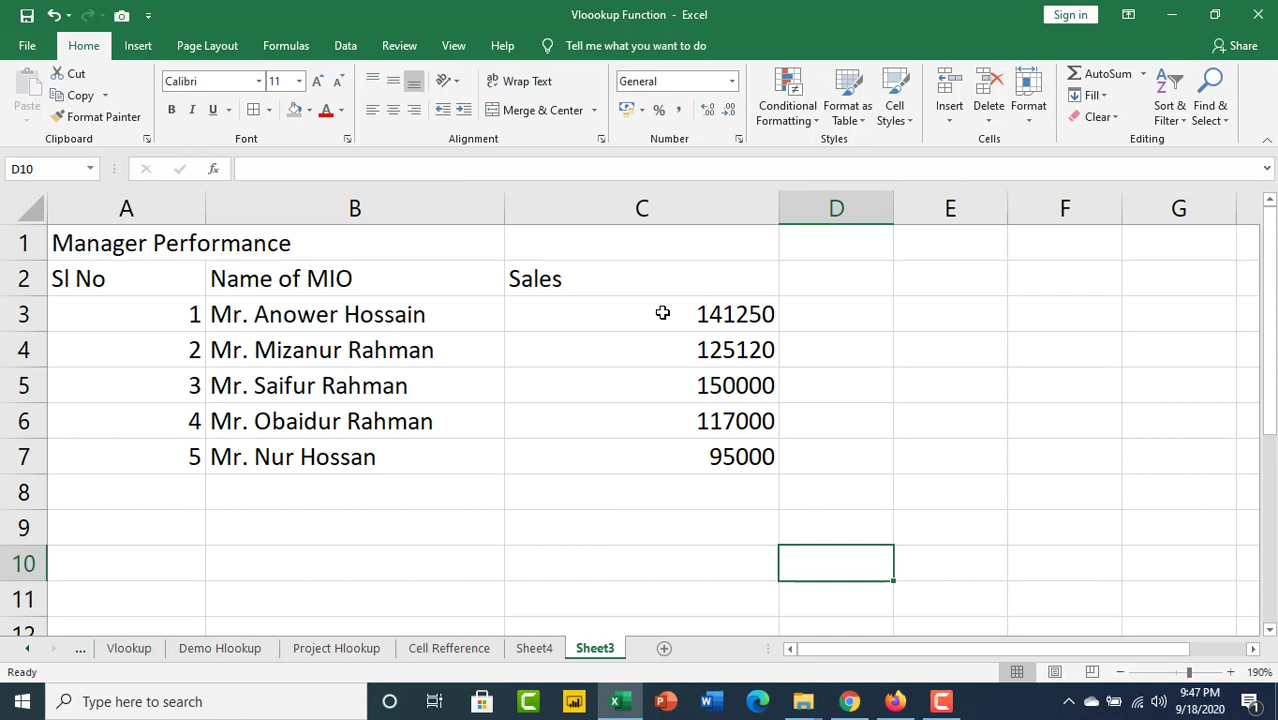 Vloookup Function - Excel
Sign in
File Home Insert Page Layout Formulas Data Review View Help Tell me what you want to do Share
Paste
Cut
Copy
Format Painter
Clipboard
Calibri 11
B I U
Font
Wrap Text
Merge & Center
Alignment
General
Number
Conditional Formatting
Format as Table
Cell Styles
Styles
Insert
Delete
Format
Cells
AutoSum
Fill
Clear
Sort & Filter
Find & Select
Editing
D10
fx
A B C D E F G
1 Manager Performance
2 Sl No Name of MIO Sales
3 1 Mr. Anower Hossain 141250
4 2 Mr. Mizanur Rahman 125120
5 3 Mr. Saifur Rahman 150000
6 4 Mr. Obaidur Rahman 117000
7 5 Mr. Nur Hossan 95000
8
9
10
11
12
... Vlookup Demo Hlookup Project Hlookup Cell Refference Sheet4 Sheet3
Ready 190%
Type here to search
9:47 PM
9/18/2020